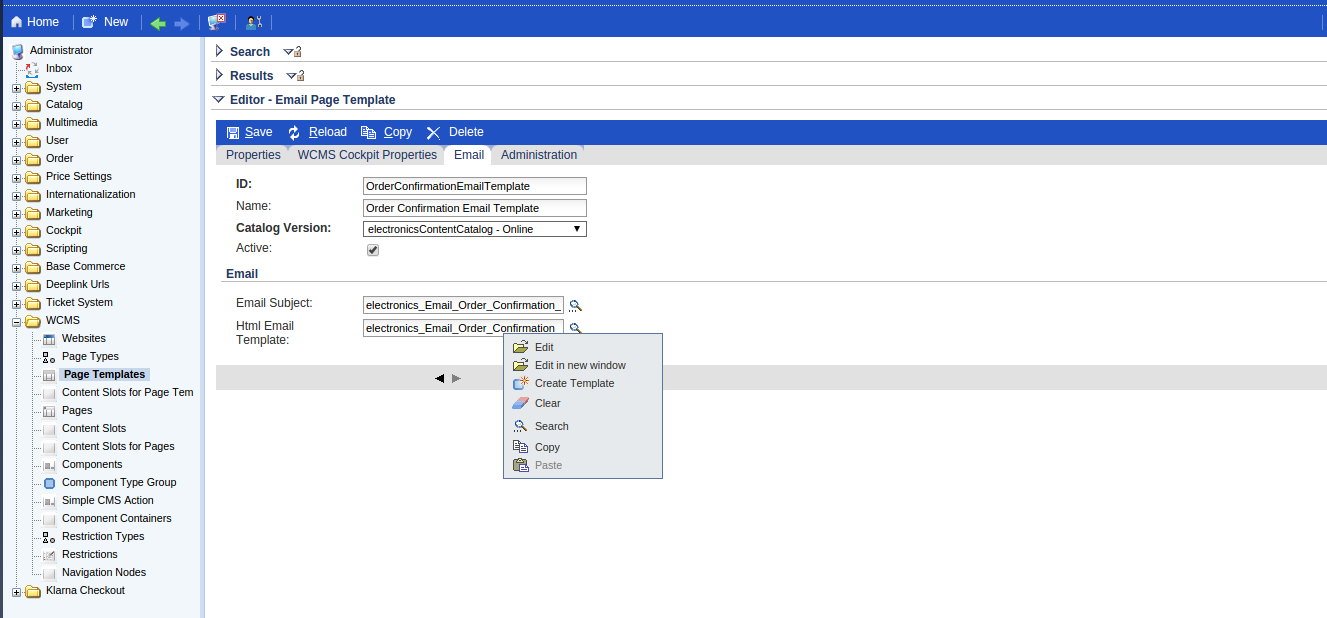 Home
New
Administrator
Inbox
System
Catalog
Multimedia
User
Order
Price Settings
Internationalization
Marketing
Cockpit
Scripting
Base Commerce
Deeplink Urls
Ticket System
WCMS
Websites
Page Types
Page Templates
Content Slots for Page Tem
Pages
Content Slots
Content Slots for Pages
Components
Component Type Group
Simple CMS Action
Component Containers
Restriction Types
Restrictions
Navigation Nodes
Klarna Checkout
Search
Results
Editor - Email Page Template
Save Reload Copy Delete
Properties WCMS Cockpit Properties Email Administration
ID: OrderConfirmationEmailTemplate
Name: Order Confirmation Email Template
Catalog Version: electronicsContentCatalog - Online
Active:
Email
Email Subject: electronics_Email_Order_Confirmation_
Html Email electronics_Email_Order_Confirmation
Template:
Edit
Edit in new window
Create Template
Clear
Search
Copy
Paste